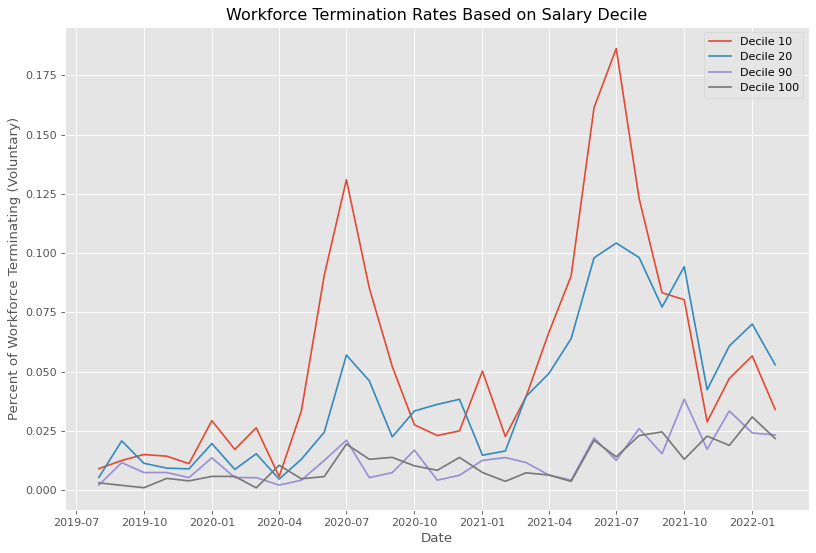 Workforce Termination Rates Based on Salary Decile
Decile 10
Decile 20
Decile 90
Decile 100
Percent of Workforce Terminating (Voluntary)
0.175
0.150
0.125
0.100
0.075
0.050
0.025
0.000
2019-07 2019-10 2020-01 2020-04 2020-07 2020-10 2021-01 2021-04 2021-07 2021-10 2022-01
Date